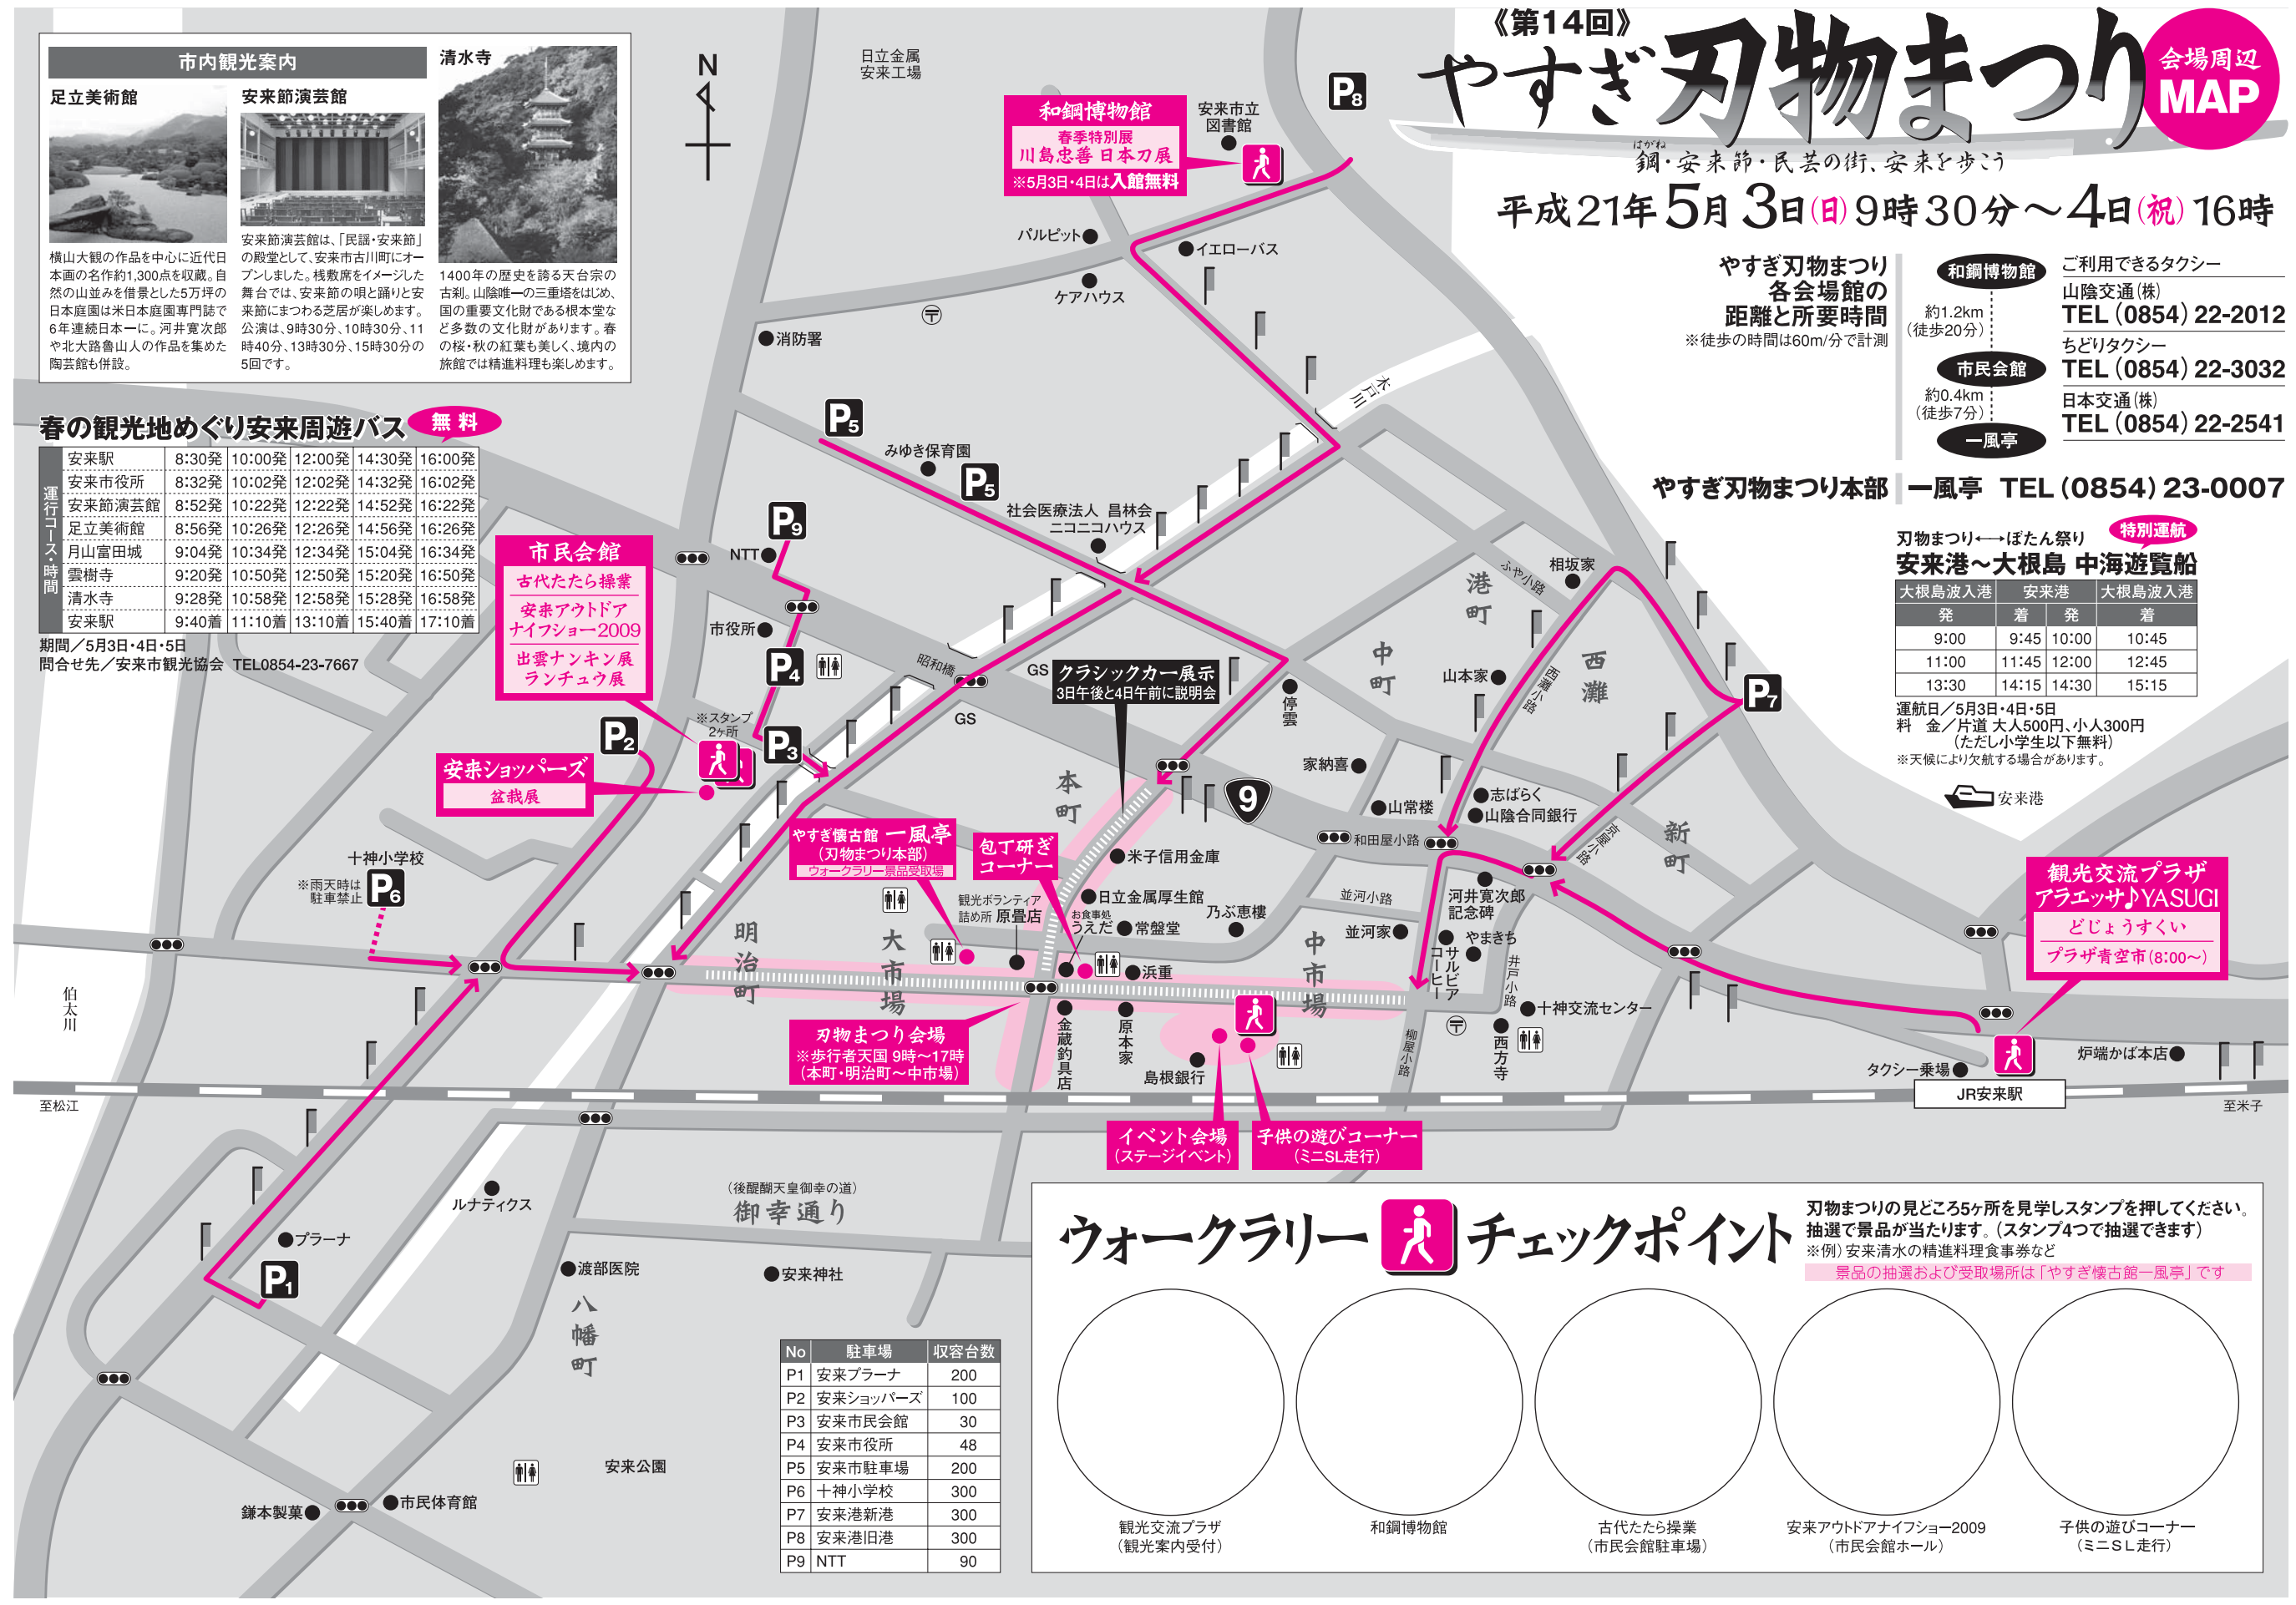 《第14回》
やすぎ刃物まつり
会場周辺
MAP
はがね
鋼・安来節・民芸の街、安来を歩こう
平成21年5月3日(日)9時30分〜4日(祝)16時
市内観光案内
足立美術館
横山大観の作品を中心に近代日
本画の名作約1,300点を収蔵。自
然の山並みを借景とした5万坪の
日本庭園は米日本庭園専門誌で
6年連続日本一に。河井寛次郎
や北大路魯山人の作品を集めた
陶芸館も併設。
安来節演芸館
安来節演芸館は、「民謡・安来節」
の殿堂として、安来市古川町にオー
プンしました。桟敷席をイメージした
舞台では、安来節の唄と踊りと安
来節にまつわる芝居が楽しめます。
公演は、9時30分、10時30分、11
時40分、13時30分、15時30分の
5回です。
清水寺
1400年の歴史を誇る天台宗の
古刹。山陰唯一の三重塔をはじめ、
国の重要文化財である根本堂な
ど多数の文化財があります。春
の桜・秋の紅葉も美しく、境内の
旅館では精進料理も楽しめます。
春の観光地めぐり安来周遊バス 無料
運行コース・時間
安来駅 8:30発 10:00発 12:00発 14:30発 16:00発
安来市役所 8:32発 10:02発 12:02発 14:32発 16:02発
安来節演芸館 8:52発 10:22発 12:22発 14:52発 16:22発
足立美術館 8:56発 10:26発 12:26発 14:56発 16:26発
月山富田城 9:04発 10:34発 12:34発 15:04発 16:34発
雲樹寺 9:20発 10:50発 12:50発 15:20発 16:50発
清水寺 9:28発 10:58発 12:58発 15:28発 16:58発
安来駅 9:40着 11:10着 13:10着 15:40着 17:10着
期間／5月3日・4日・5日
問合せ先／安来市観光協会 TEL0854-23-7667
やすぎ刃物まつり
各会場館の
距離と所要時間
※徒歩の時間は60m/分で計測
和鋼博物館
約1.2km
(徒歩20分)
市民会館
約0.4km
(徒歩7分)
一風亭
ご利用できるタクシー
山陰交通(株)
TEL(0854)22-2012
ちどりタクシー
TEL(0854)22-3032
日本交通(株)
TEL(0854)22-2541
やすぎ刃物まつり本部 一風亭 TEL(0854)23-0007
刃物まつり←→ぼたん祭り 特別運航
安来港〜大根島 中海遊覧船
大根島波入港 安来港 大根島波入港
発 着 発 着
9:00 9:45 10:00 10:45
11:00 11:45 12:00 12:45
13:30 14:15 14:30 15:15
運航日／5月3日・4日・5日
料 金／片道 大人500円、小人300円
(ただし小学生以下無料)
※天候により欠航する場合があります。
安来港
N
日立金属
安来工場
P8
和鋼博物館
春季特別展
川島忠善 日本刀展
※5月3日・4日は入館無料
安来市立
図書館
パルピット
イエローバス
ケアハウス
〒
消防署
木戸川
P5
みゆき保育園
P5
社会医療法人 昌林会
ニコニコハウス
P9
NTT
市役所
P4
昭和橋
GS
GS
クラシックカー展示
3日午後と4日午前に説明会
停雲
市民会館
古代たたら操業
安来アウトドア
ナイフショー2009
出雲ナンキン展
ランチュウ展
※スタンプ
2ヶ所
P3
P2
安来ショッパーズ
盆栽展
港町
ふや小路
相坂家
中町
西灘
山本家
西灘小路
P7
家納喜
9
本町
山常楼
志ばらく
山陰合同銀行
和田屋小路
京屋小路
新町
やすぎ懐古館 一風亭
(刃物まつり本部)
ウォークラリー景品受取場
包丁研ぎ
コーナー
米子信用金庫
日立金属厚生館
観光ボランティア
詰め所 原畳店
お食事処
うえだ
常盤堂
乃ぶ恵樓
並河小路
並河家
河井寛次郎
記念碑
やまきち
サルビア
コーヒー
井戸小路
浜重
観光交流プラザ
アラエッサ♪YASUGI
どじょうすくい
プラザ青空市(8:00〜)
十神小学校
※雨天時は
駐車禁止
P6
伯太川
明治町
大市場
中市場
刃物まつり会場
※歩行者天国 9時〜17時
(本町・明治町〜中市場)
金蔵釣具店
原本家
島根銀行
柳屋小路
〒
十神交流センター
西方寺
タクシー乗場
炉端かば本店
JR安来駅
至松江
至米子
イベント会場
(ステージイベント)
子供の遊びコーナー
(ミニSL走行)
ルナティクス
(後醍醐天皇御幸の道)
御幸通り
プラーナ
P1
渡部医院
安来神社
八幡町
安来公園
鎌本製菓
市民体育館
No 駐車場 収容台数
P1 安来プラーナ 200
P2 安来ショッパーズ 100
P3 安来市民会館 30
P4 安来市役所 48
P5 安来市駐車場 200
P6 十神小学校 300
P7 安来港新港 300
P8 安来港旧港 300
P9 NTT 90
ウォークラリー チェックポイント
刃物まつりの見どころ5ヶ所を見学しスタンプを押してください。
抽選で景品が当たります。(スタンプ4つで抽選できます)
※例)安来清水の精進料理食事券など
景品の抽選および受取場所は「やすぎ懐古館一風亭」です
観光交流プラザ
(観光案内受付)
和鋼博物館
古代たたら操業
(市民会館駐車場)
安来アウトドアナイフショー2009
(市民会館ホール)
子供の遊びコーナー
(ミニSL走行)